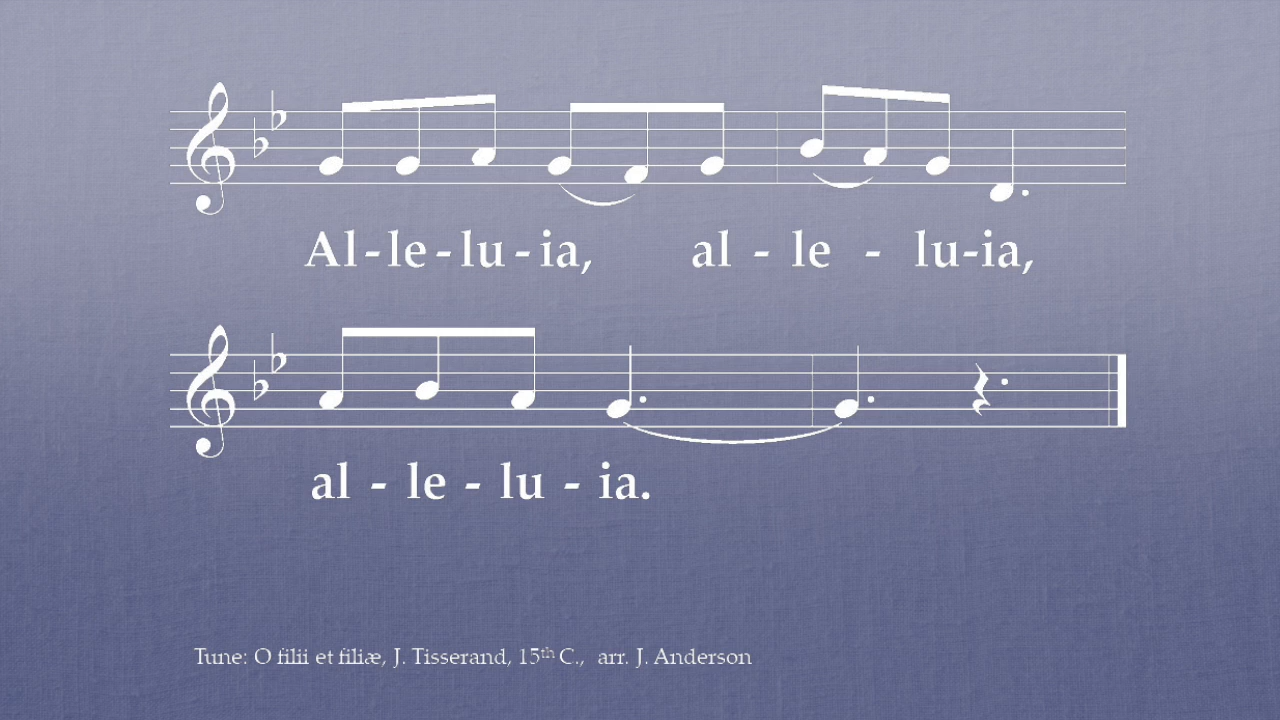 Al - le - lu - ia, al - le - lu - ia,
al - le - lu - ia.
Tune: O filii et filiæ, J. Tisserand, 15th C., arr. J. Anderson